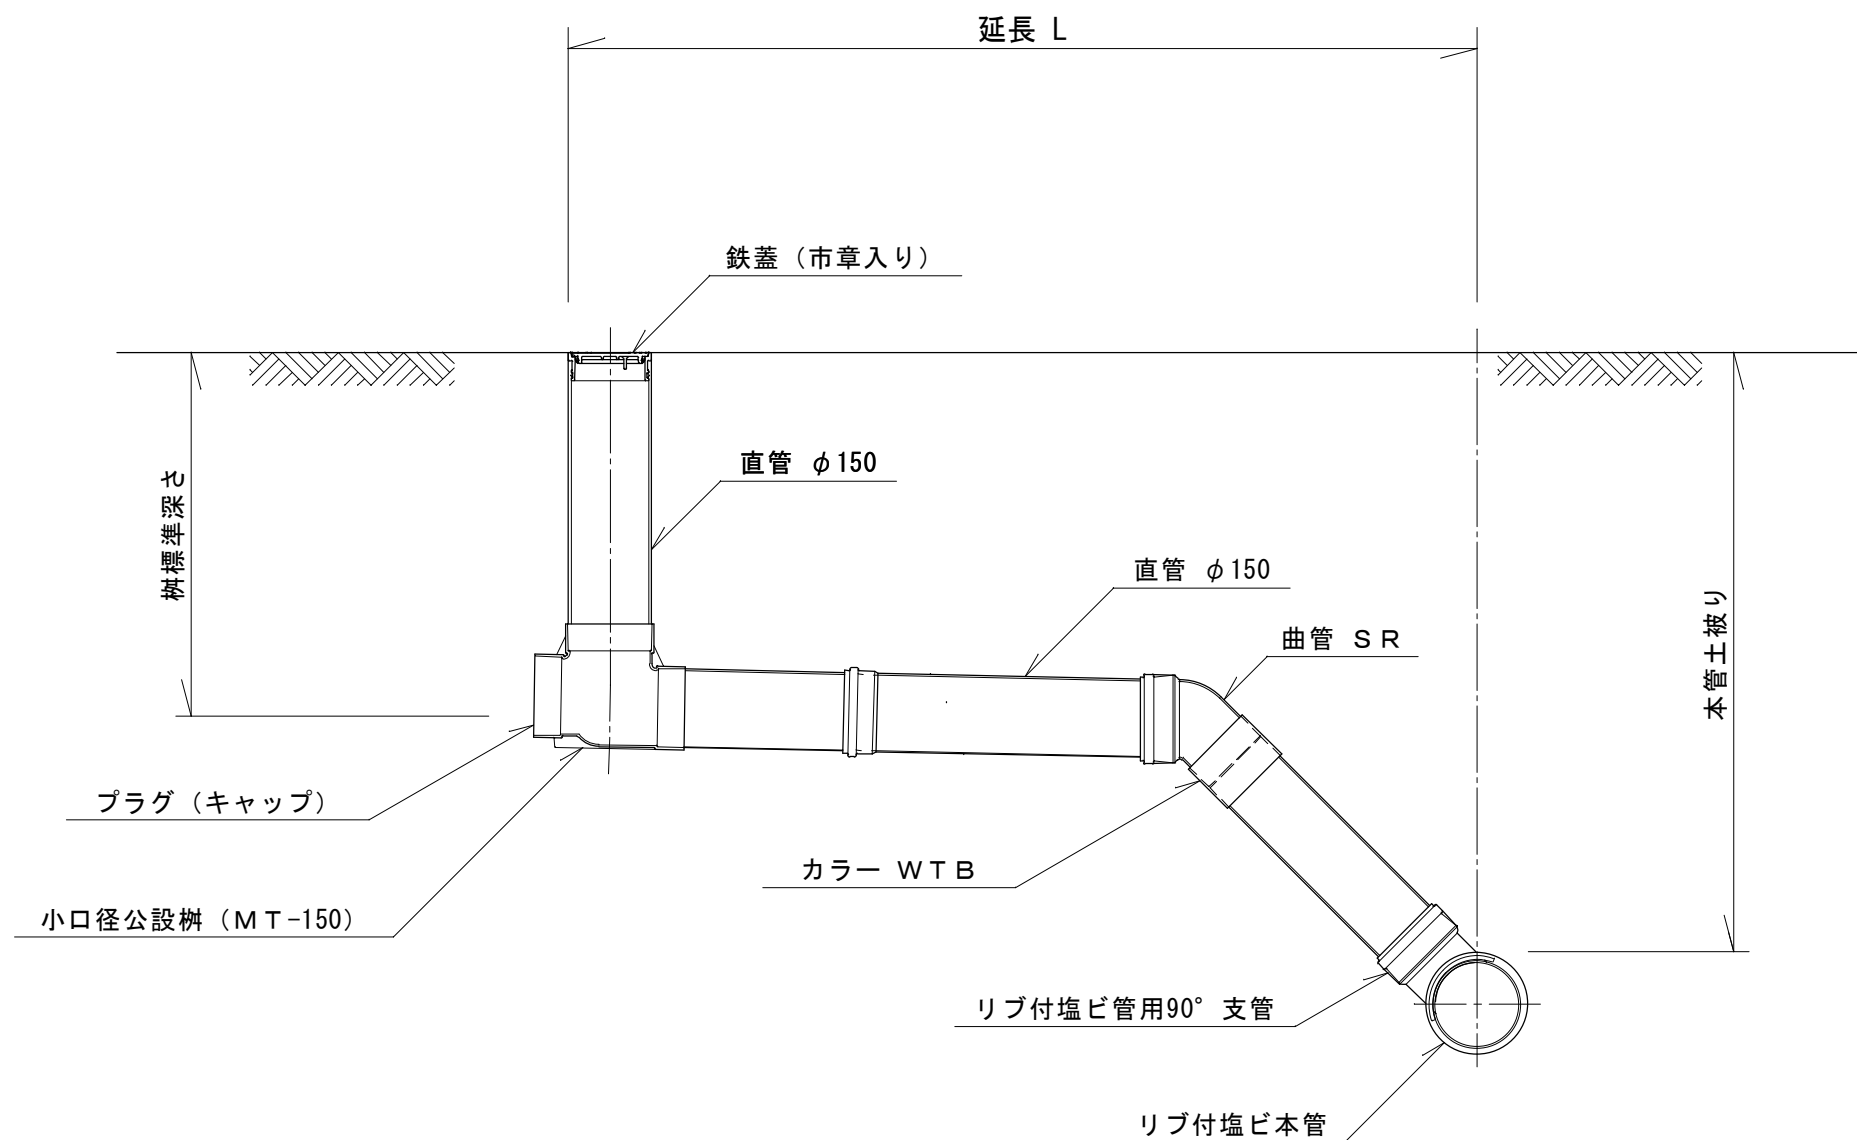 延長 L
鉄蓋（市章入り）
直管 φ150
桝標準深さ
直管 φ150
曲管 ＳＲ
本管土被り
プラグ（キャップ）
カラー ＷＴＢ
小口径公設桝（ＭＴ-150）
リブ付塩ビ管用90°支管
リブ付塩ビ本管